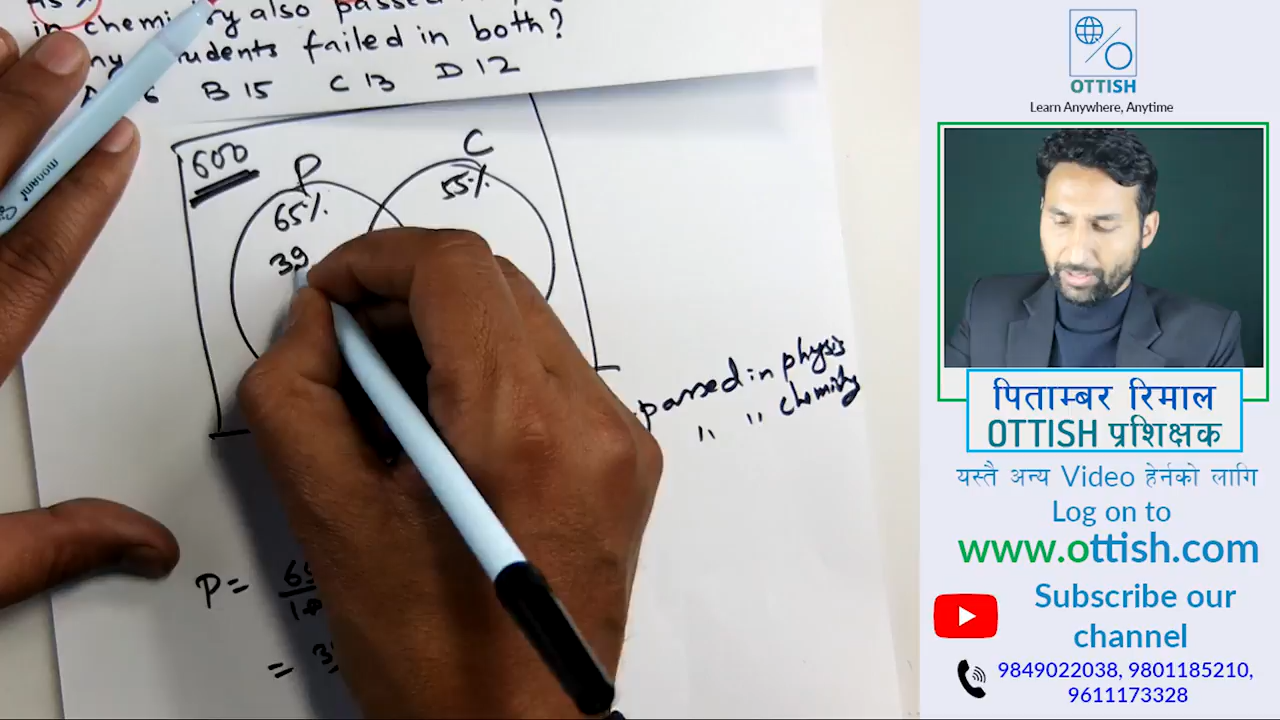 in chemistry also passed
students failed in both?
B 15 C 13 D 12
600
P
C
65%
55%
39
passed in physis
" " chemistry
P = 65
=
OTTISH
Learn Anywhere, Anytime
पिताम्बर रिमाल
OTTISH प्रशिक्षक
यस्तै अन्य Video हेर्नको लागि
Log on to
www.ottish.com
Subscribe our
channel
9849022038, 9801185210,
9611173328